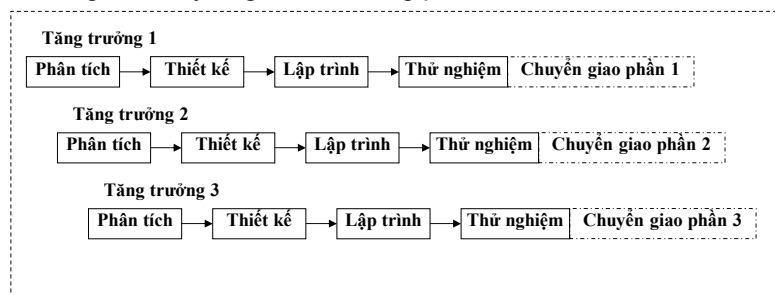 Tăng trưởng 1
Phân tích Thiết kế Lập trình Thử nghiệm Chuyển giao phần 1
Tăng trưởng 2
Phân tích Thiết kế Lập trình Thử nghiệm Chuyển giao phần 2
Tăng trưởng 3
Phân tích Thiết kế Lập trình Thử nghiệm Chuyển giao phần 3